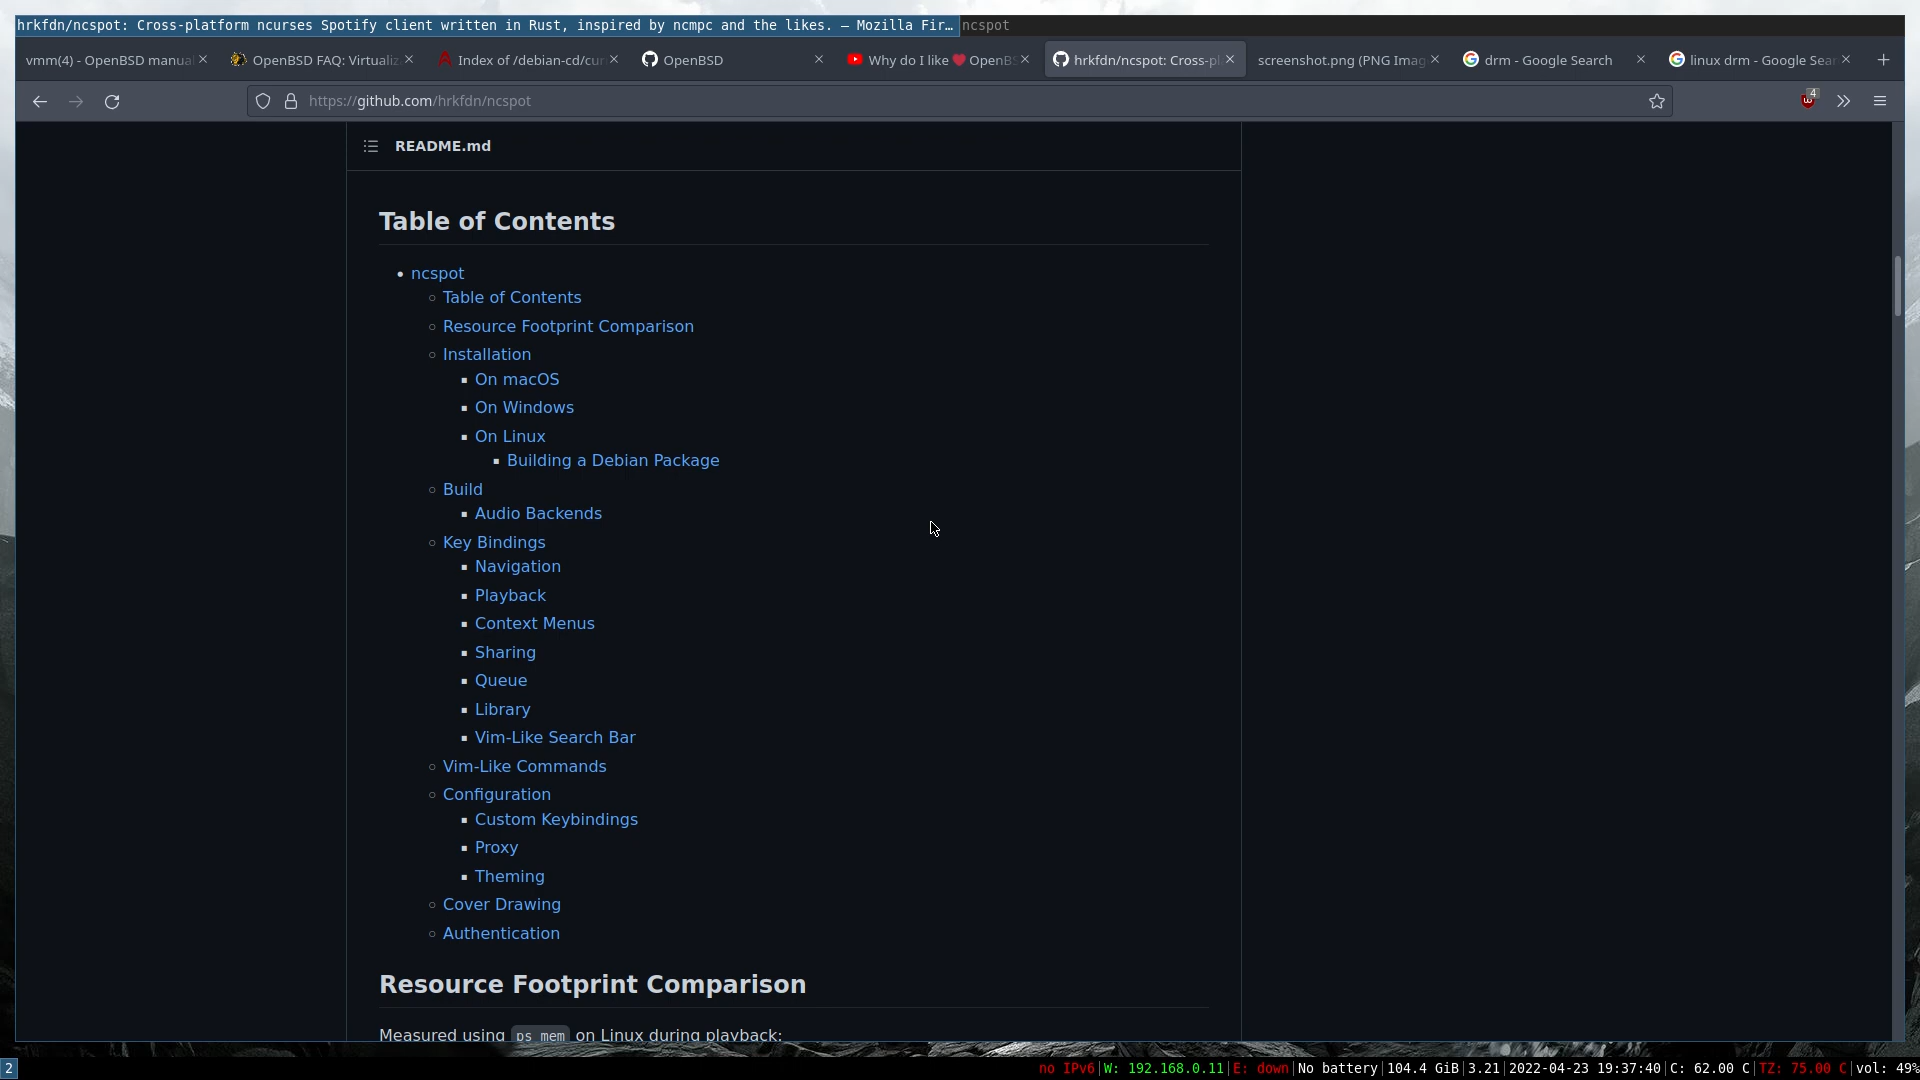 hrkfdn/ncspot: Cross-platform ncurses Spotify client written in Rust, inspired by ncmpc and the likes. — Mozilla Fir… ncspot
vmm(4) - OpenBSD manua OpenBSD FAQ: Virtualiz Index of /debian-cd/cur OpenBSD Why do I like ❤ OpenBS hrkfdn/ncspot: Cross-pl screenshot.png (PNG Imag drm - Google Search linux drm - Google Sear
https://github.com/hrkfdn/ncspot 4
README.md
Table of Contents
• ncspot
◦ Table of Contents
◦ Resource Footprint Comparison
◦ Installation
▪ On macOS
▪ On Windows
▪ On Linux
▪ Building a Debian Package
◦ Build
▪ Audio Backends
◦ Key Bindings
▪ Navigation
▪ Playback
▪ Context Menus
▪ Sharing
▪ Queue
▪ Library
▪ Vim-Like Search Bar
◦ Vim-Like Commands
◦ Configuration
▪ Custom Keybindings
▪ Proxy
▪ Theming
◦ Cover Drawing
◦ Authentication
Resource Footprint Comparison
Measured using ps_mem on Linux during playback:
2 no IPv6|W: 192.168.0.11|E: down|No battery|104.4 GiB|3.21|2022-04-23 19:37:40|C: 62.00 C|TZ: 75.00 C|vol: 49%